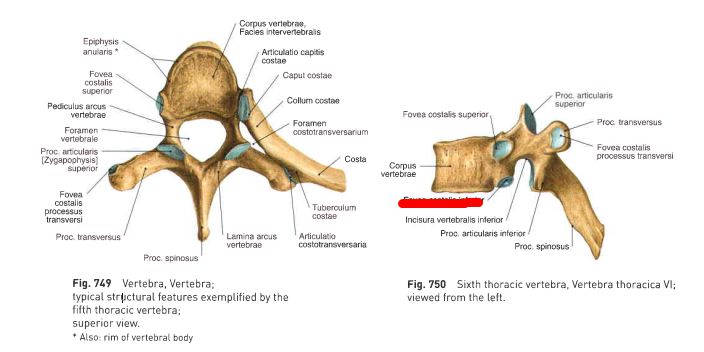 Corpus vertebrae,
Facies intervertebralis
Epiphysis
anularis *
Articulatio capitis
costae
Fovea
costalis
superior
Caput costae
Collum costae
Pediculus arcus
vertebrae
Foramen
costotransversarium
Foramen
vertebrale
Proc. articularis
[Zygapophysis]
superior
Costa
Fovea
costalis
processus
transversi
Tuberculum
costae
Proc. transversus
Lamina arcus
vertebrae
Articulatio
costotransversaria
Proc. spinosus
Fig. 749 Vertebra, Vertebra;
typical structural features exemplified by the
fifth thoracic vertebra;
superior view.
* Also: rim of vertebral body
Proc. articularis
superior
Fovea costalis superior
Proc. transversus
Fovea costalis
processus transversi
Corpus
vertebrae
Incisura vertebralis inferior
Proc. articularis inferior
Proc. spinosus
Fig. 750 Sixth thoracic vertebra, Vertebra thoracica VI;
viewed from the left.